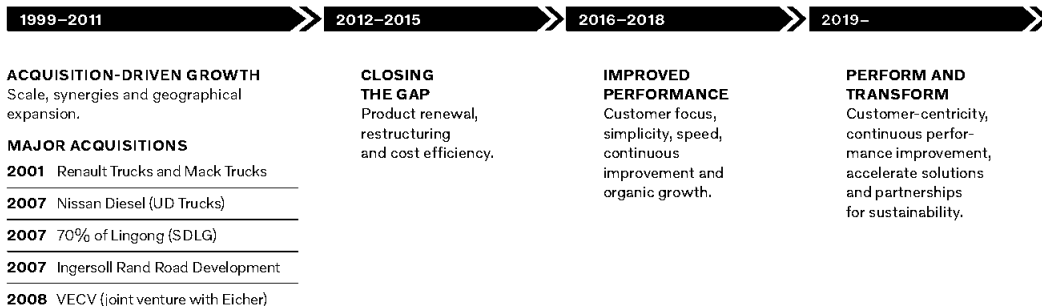 1999–2011
2012–2015
2016–2018
2019–
ACQUISITION-DRIVEN GROWTH
Scale, synergies and geographical
expansion.
MAJOR ACQUISITIONS
2001 Renault Trucks and Mack Trucks
2007 Nissan Diesel (UD Trucks)
2007 70% of Lingong (SDLG)
2007 Ingersoll Rand Road Development
2008 VECV (joint venture with Eicher)
CLOSING
THE GAP
Product renewal,
restructuring
and cost efficiency.
IMPROVED
PERFORMANCE
Customer focus,
simplicity, speed,
continuous
improvement and
organic growth.
PERFORM AND
TRANSFORM
Customer-centricity,
continuous perfor-
mance improvement,
accelerate solutions
and partnerships
for sustainability.